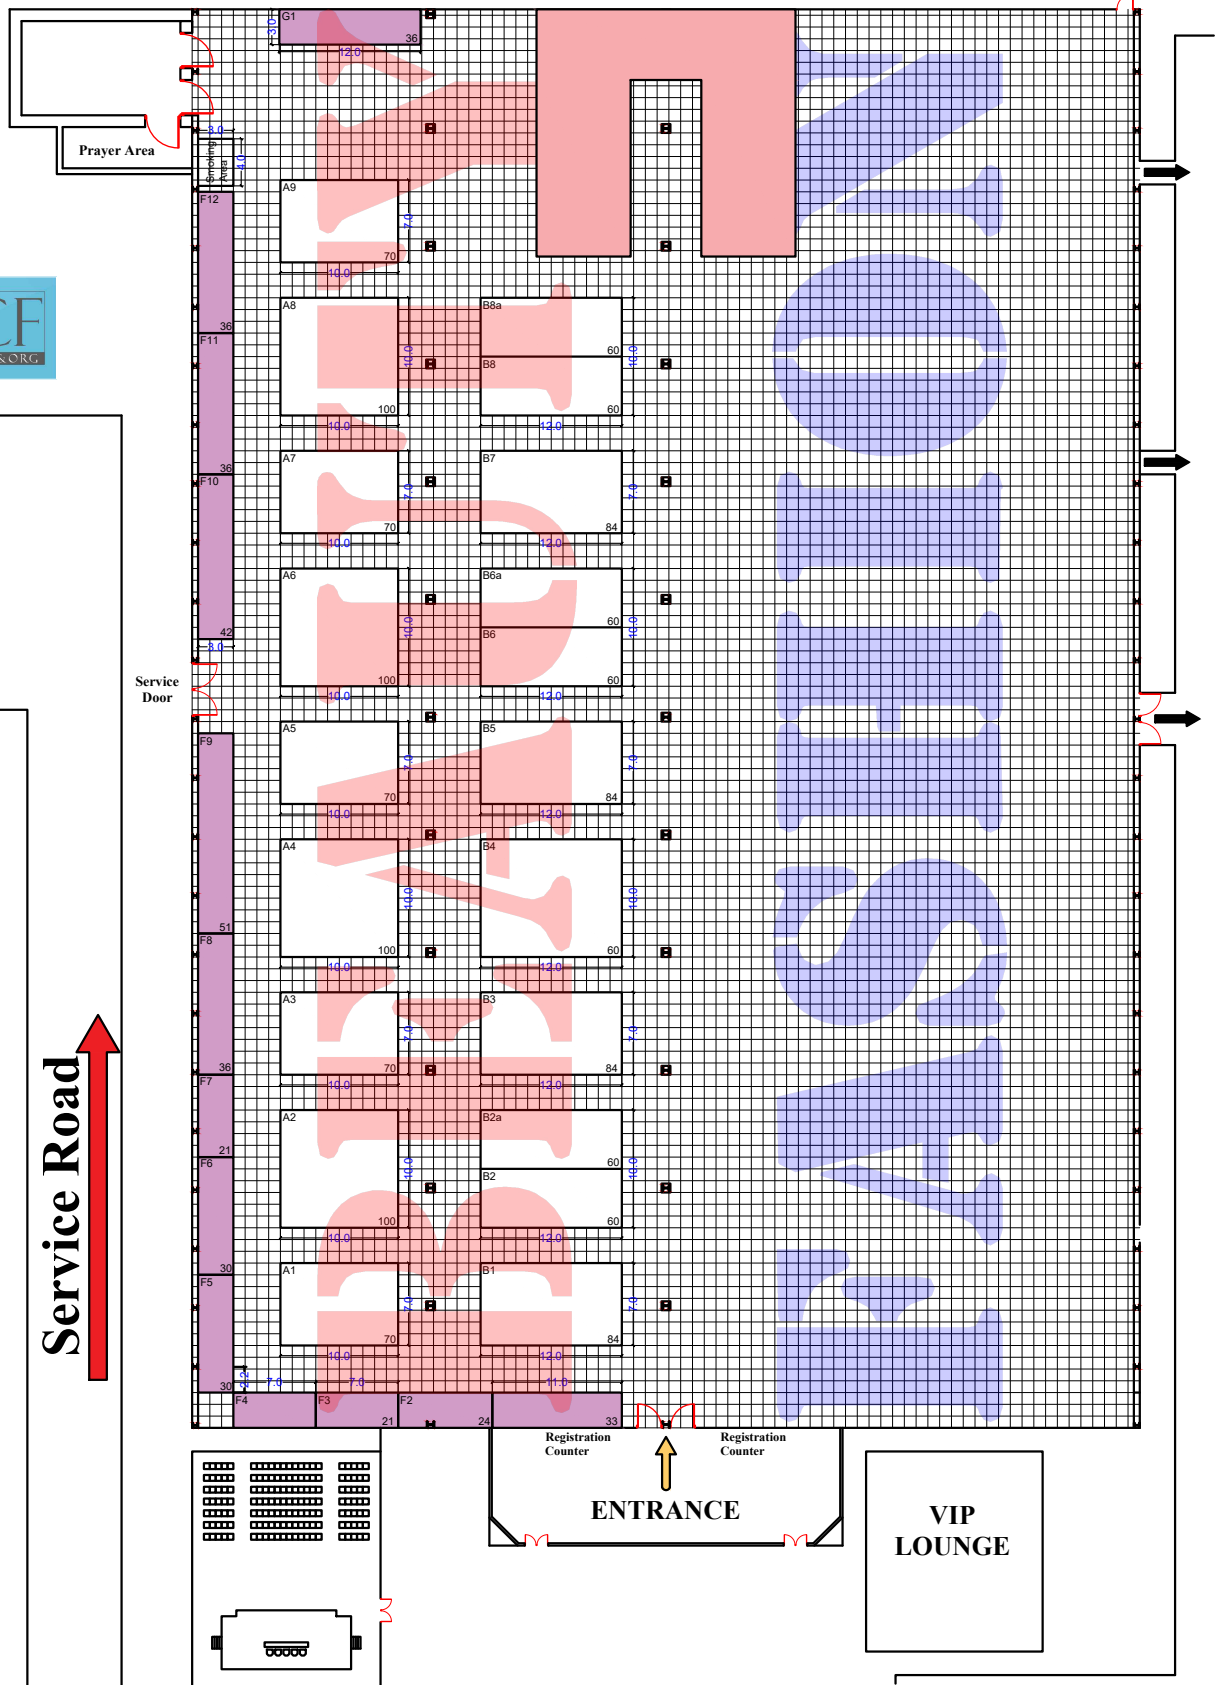 G1
36
3.0
12.0
Prayer Area
3.0
Smoking
Area
4.0
F12
36
F11
36
F10
42
3.0
CF
&ORG
A9
70
7.0
10.0
A8
100
10.0
10.0
B8a
60
B8
60
10.0
12.0
A7
70
7.0
10.0
B7
84
7.0
12.0
A6
100
10.0
10.0
B6a
60
B6
60
10.0
12.0
Service
Door
A5
70
7.0
10.0
B5
84
7.0
12.0
F9
51
A4
100
10.0
10.0
B4
60
10.0
12.0
F8
36
A3
70
7.0
10.0
B3
84
7.0
12.0
F7
21
A2
100
10.0
10.0
B2a
60
B2
60
10.0
12.0
F6
30
A1
70
7.0
10.0
B1
84
7.0
12.0
F5
30
2.2
7.0
7.0
11.0
F4
F3
21
F2
24
33
FASHION
Service Road
Registration
Counter
Registration
Counter
ENTRANCE
VIP
LOUNGE